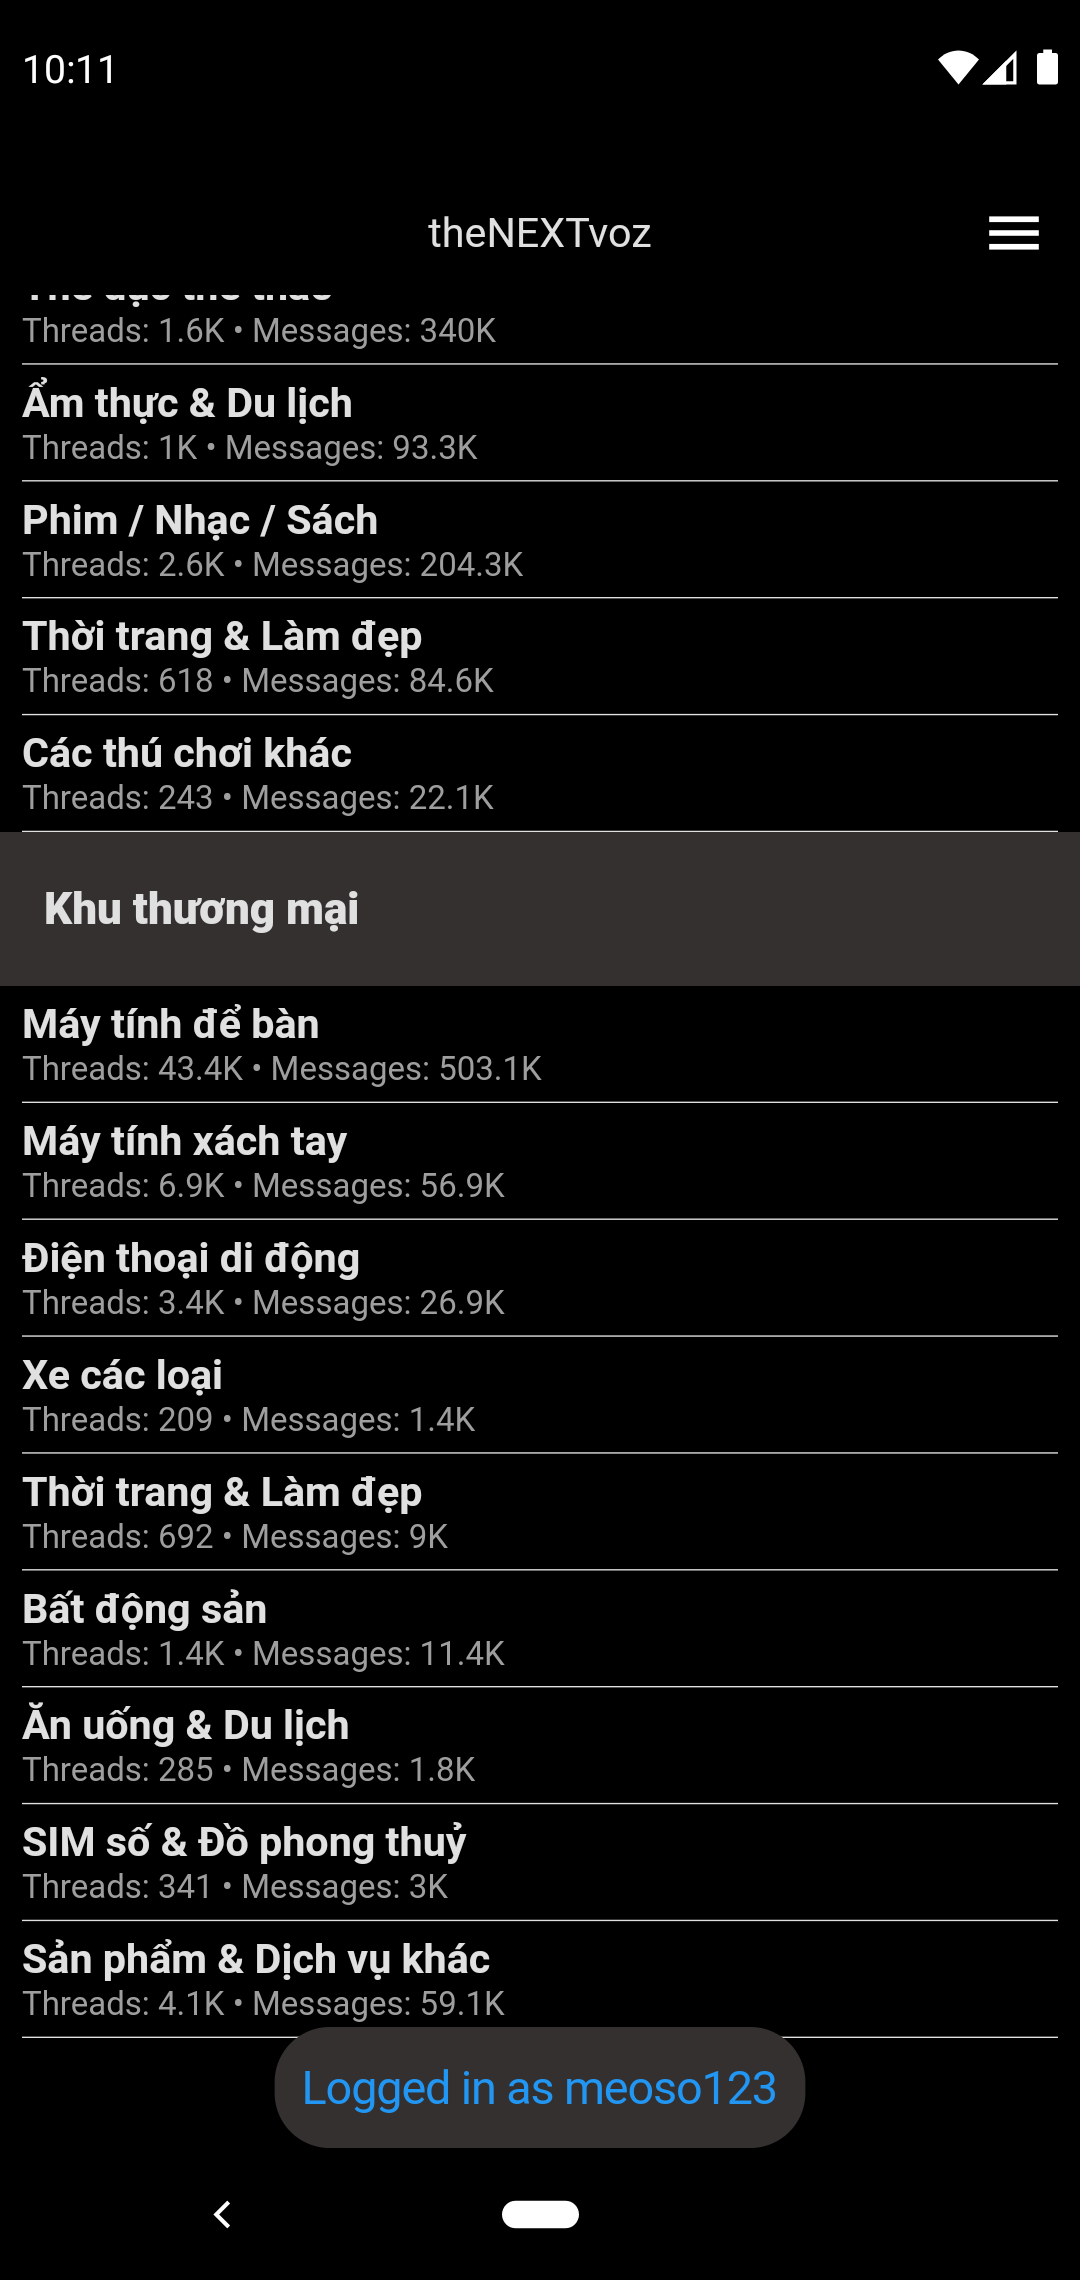 10:11
theNEXTvoz
Threads: 1.6K • Messages: 340K
Ẩm thực & Du lịch
Threads: 1K • Messages: 93.3K
Phim / Nhạc / Sách
Threads: 2.6K • Messages: 204.3K
Thời trang & Làm đẹp
Threads: 618 • Messages: 84.6K
Các thú chơi khác
Threads: 243 • Messages: 22.1K
Khu thương mại
Máy tính để bàn
Threads: 43.4K • Messages: 503.1K
Máy tính xách tay
Threads: 6.9K • Messages: 56.9K
Điện thoại di động
Threads: 3.4K • Messages: 26.9K
Xe các loại
Threads: 209 • Messages: 1.4K
Thời trang & Làm đẹp
Threads: 692 • Messages: 9K
Bất động sản
Threads: 1.4K • Messages: 11.4K
Ăn uống & Du lịch
Threads: 285 • Messages: 1.8K
SIM số & Đồ phong thuỷ
Threads: 341 • Messages: 3K
Sản phẩm & Dịch vụ khác
Threads: 4.1K • Messages: 59.1K
Logged in as meoso123